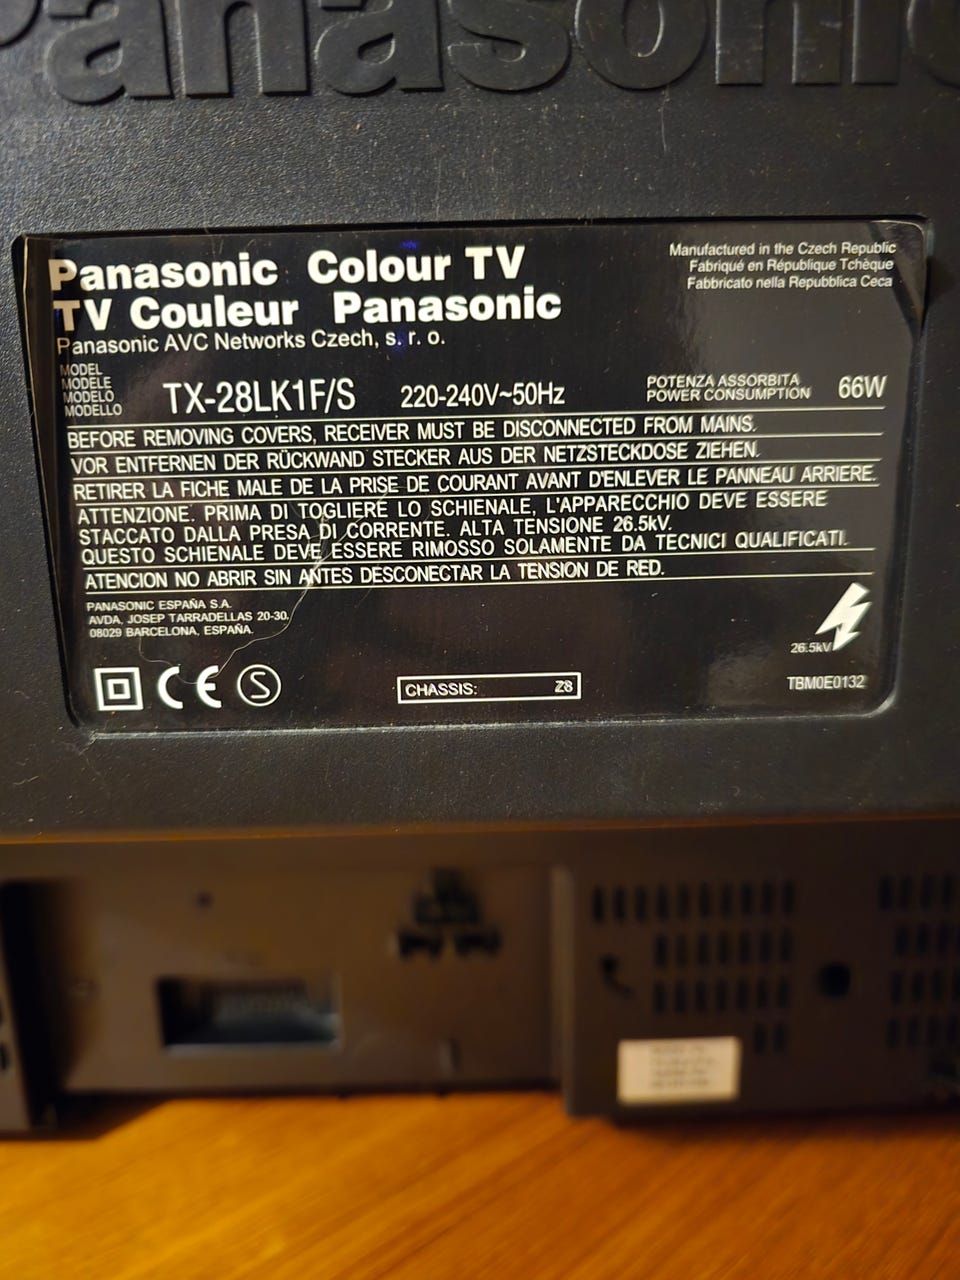 Panasonic
Panasonic Colour TV
TV Couleur Panasonic
Panasonic AVC Networks Czech, s. r. o.
Manufactured in the Czech Republic
Fabriqué en République Tchèque
Fabbricato nella Repubblica Ceca
MODEL
MODELE
MODELO
MODELLO
TX-28LK1F/S 220-240V~50Hz
POTENZA ASSORBITA
POWER CONSUMPTION
66W
BEFORE REMOVING COVERS, RECEIVER MUST BE DISCONNECTED FROM MAINS.
VOR ENTFERNEN DER RÜCKWAND STECKER AUS DER NETZSTECKDOSE ZIEHEN.
RETIRER LA FICHE MALE DE LA PRISE DE COURANT AVANT D'ENLEVER LE PANNEAU ARRIERE.
ATTENZIONE. PRIMA DI TOGLIERE LO SCHIENALE, L'APPARECCHIO DEVE ESSERE
STACCATO DALLA PRESA DI CORRENTE. ALTA TENSIONE 26.5kV.
QUESTO SCHIENALE DEVE ESSERE RIMOSSO SOLAMENTE DA TECNICI QUALIFICATI.
ATENCION NO ABRIR SIN ANTES DESCONECTAR LA TENSION DE RED.
PANASONIC ESPAÑA S.A.
AVDA, JOSEP TARRADELLAS 20-30.
08029 BARCELONA, ESPAÑA.
26.5kV
CE S
CHASSIS: Z8
TBM0E0132